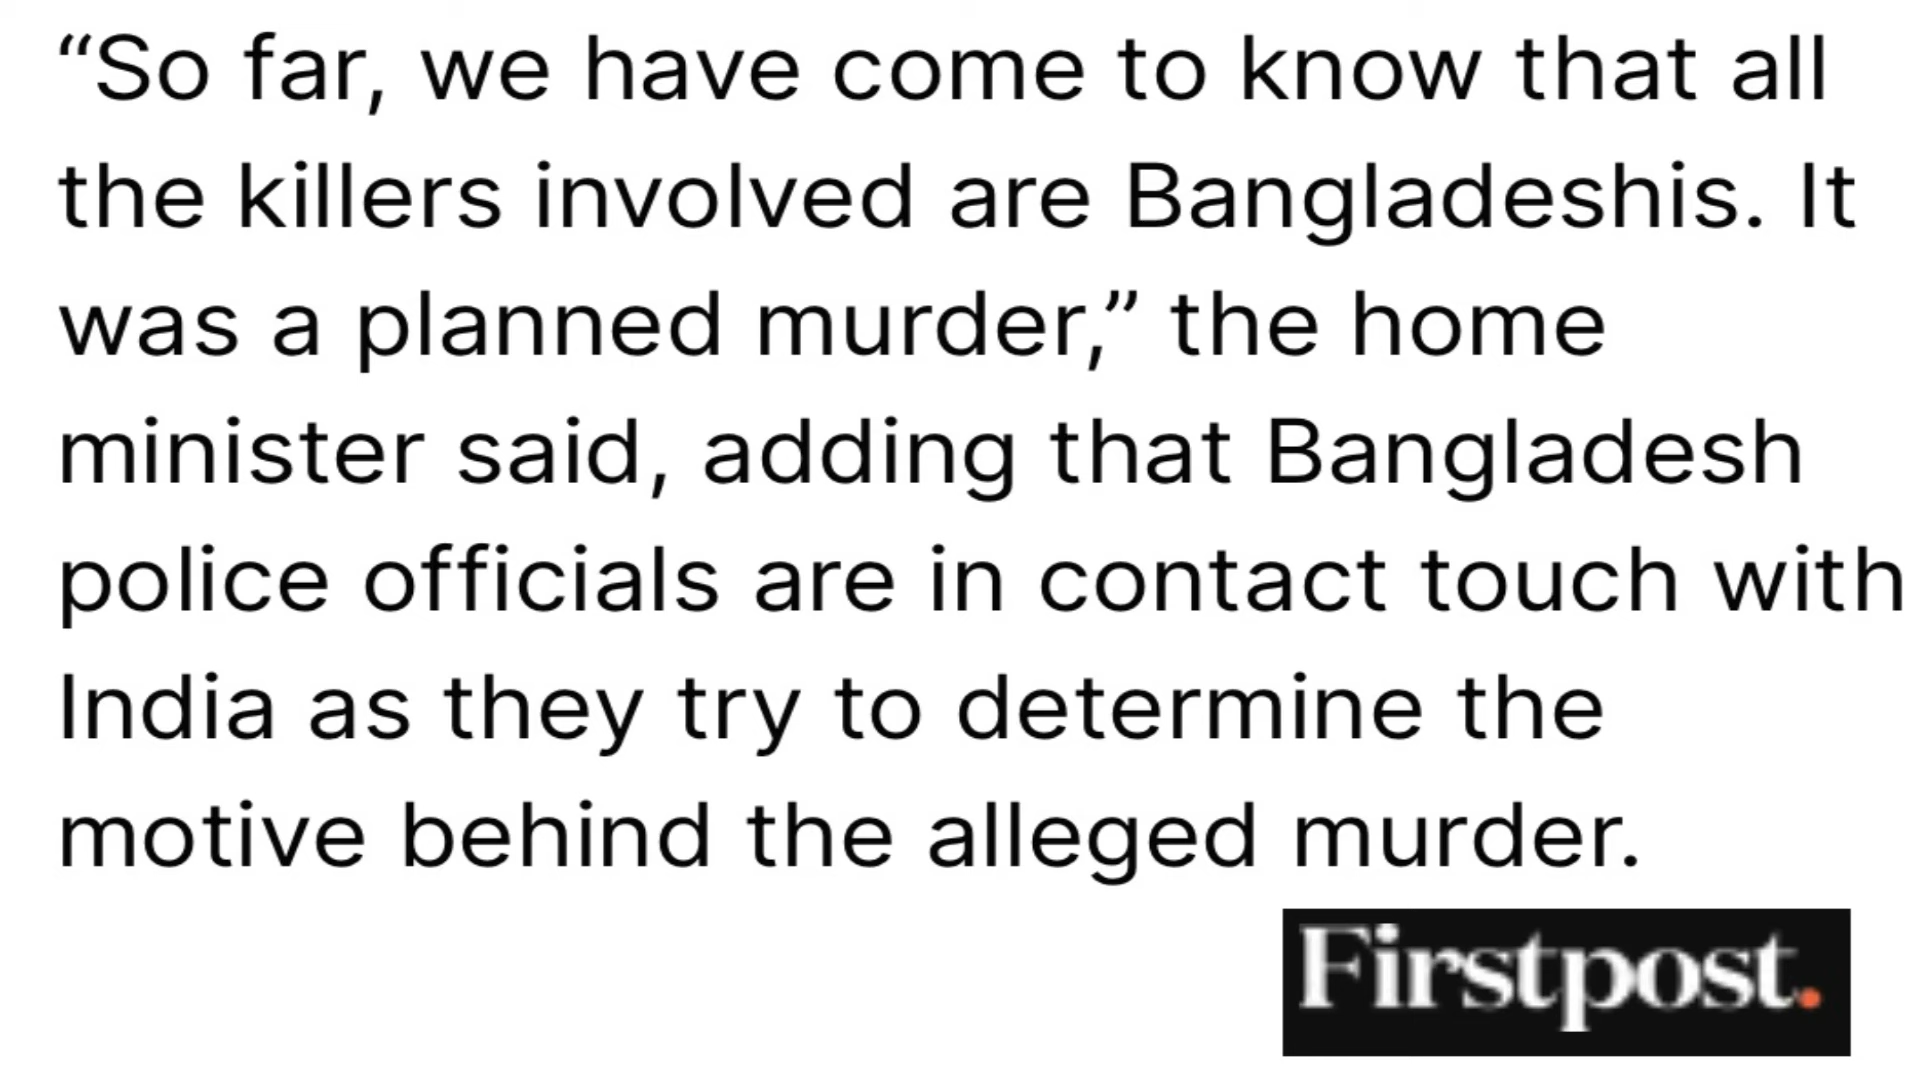 “So far, we have come to know that all
the killers involved are Bangladeshis. It
was a planned murder,” the home
minister said, adding that Bangladesh
police officials are in contact touch with
India as they try to determine the
motive behind the alleged murder.
Firstpost.